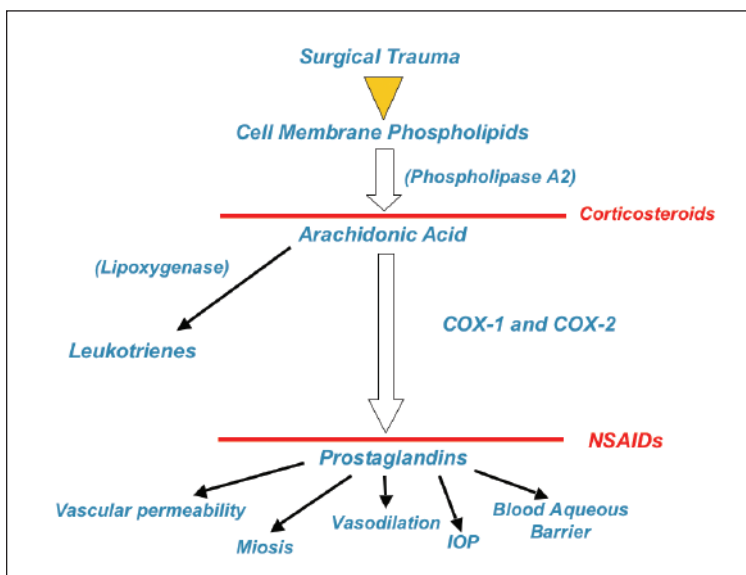 Surgical Trauma
Cell Membrane Phospholipids
(Phospholipase A2)
Corticosteroids
Arachidonic Acid
(Lipoxygenase)
COX-1 and COX-2
Leukotrienes
NSAIDs
Prostaglandins
Vascular permeability
Miosis
Vasodilation
IOP
Blood Aqueous
Barrier